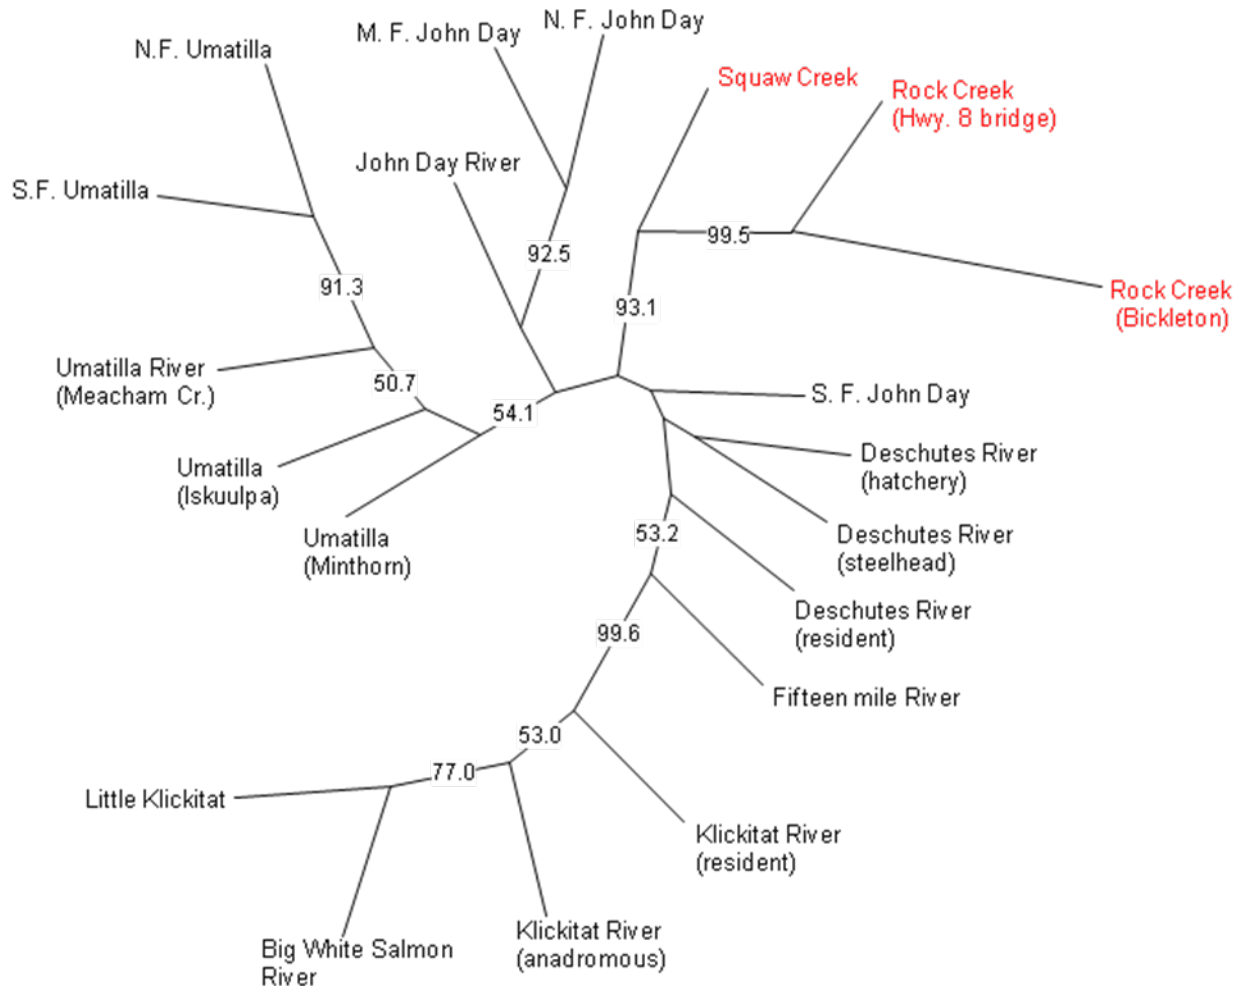 N. F. John Day
M. F. John Day
N.F. Umatilla
Squaw Creek
Rock Creek
(Hwy. 8 bridge)
John Day River
S.F. Umatilla
99.5
92.5
91.3
Rock Creek
(Bickleton)
93.1
Umatilla River
(Meacham Cr.)
50.7
S. F. John Day
54.1
Deschutes River
(hatchery)
Umatilla
(Iskuulpa)
Deschutes River
(steelhead)
53.2
Umatilla
(Minthorn)
Deschutes River
(resident)
99.6
Fifteen mile River
53.0
77.0
Little Klickitat
Klickitat River
(resident)
Klickitat River
(anadromous)
Big White Salmon
River